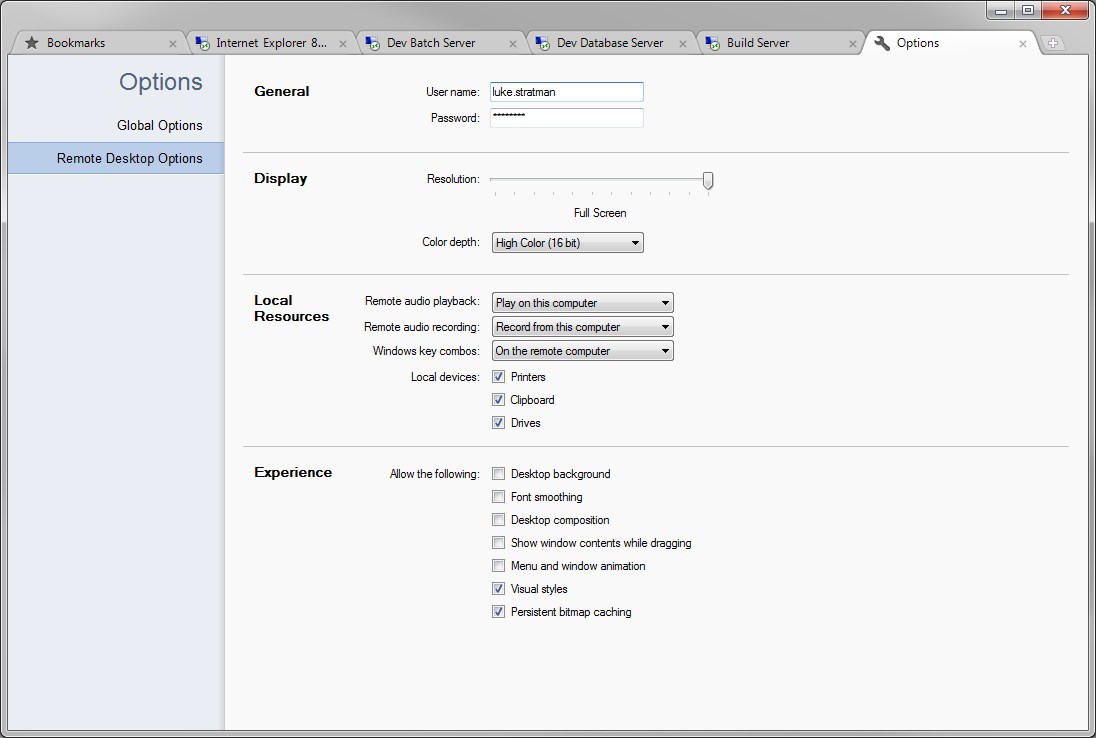 Bookmarks
Internet Explorer 8...
Dev Batch Server
Dev Database Server
Build Server
Options
Options
Global Options
Remote Desktop Options
General
User name: luke.stratman
Password: ********
Display
Resolution:
Full Screen
Color depth: High Color (16 bit)
Local
Resources
Remote audio playback: Play on this computer
Remote audio recording: Record from this computer
Windows key combos: On the remote computer
Local devices: Printers
Clipboard
Drives
Experience
Allow the following: Desktop background
Font smoothing
Desktop composition
Show window contents while dragging
Menu and window animation
Visual styles
Persistent bitmap caching